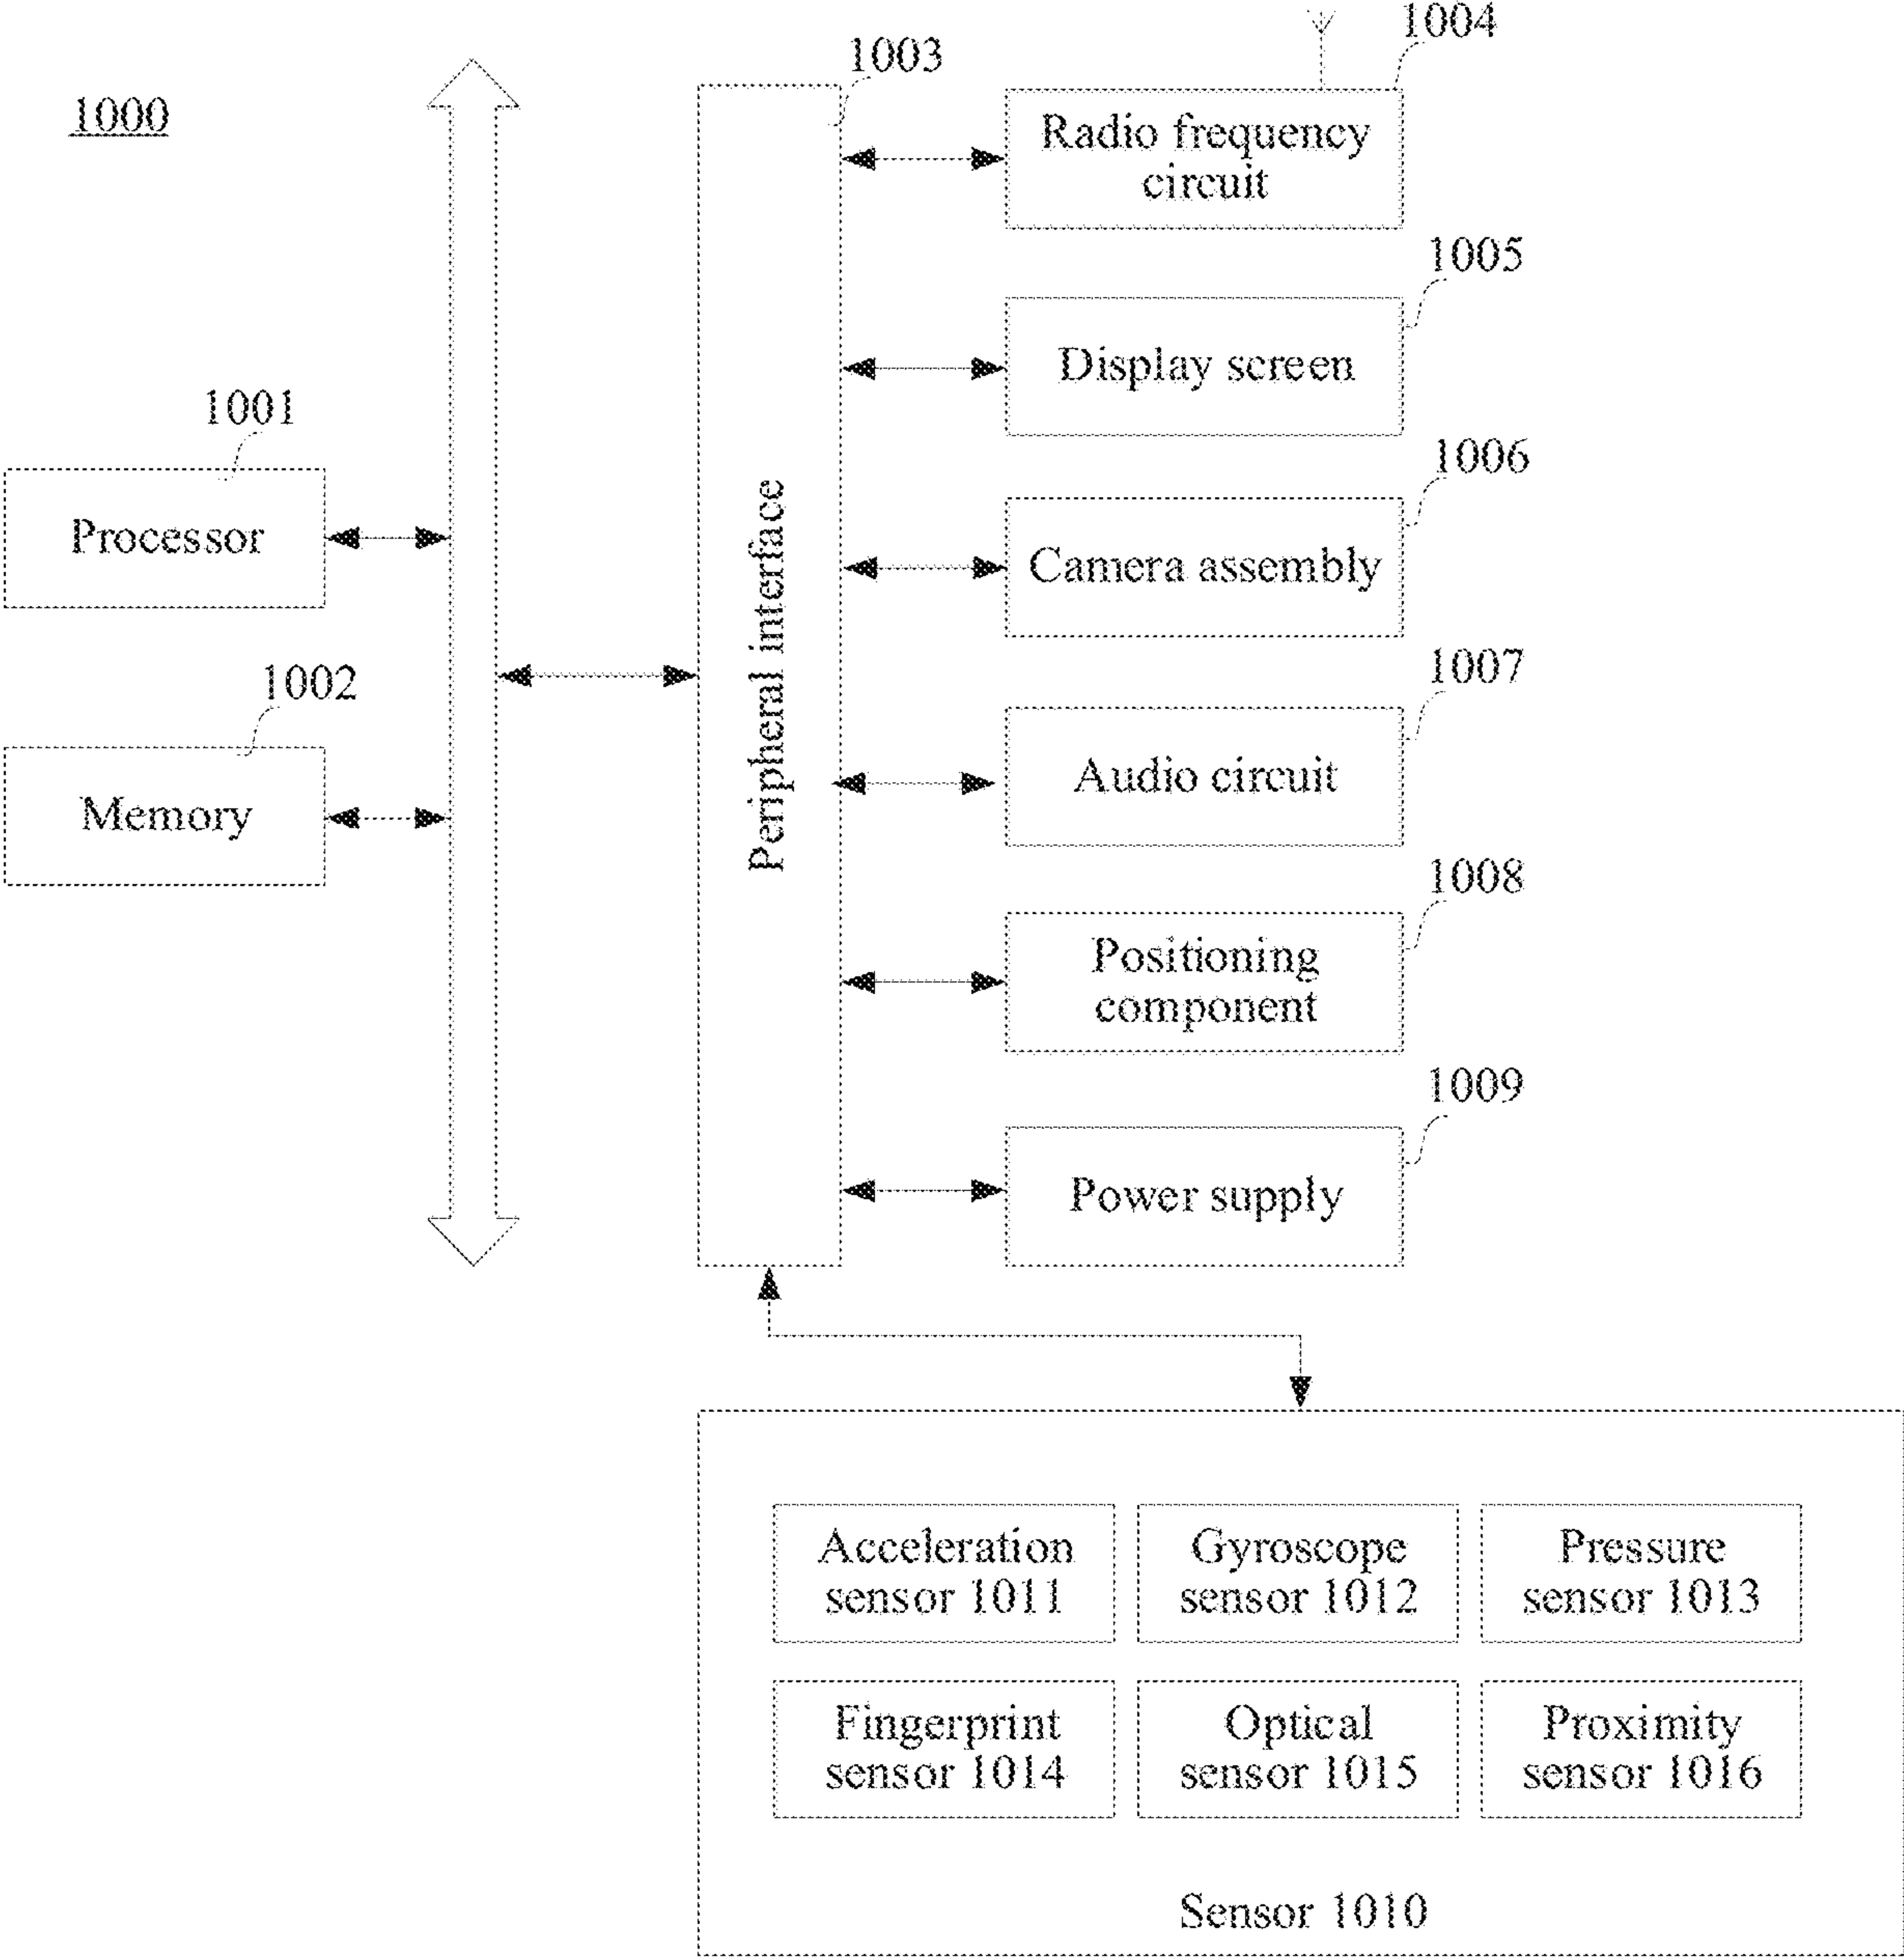 1000
1003
1004
Radio frequency
circuit
1005
Display screen
1001
Processor
1006
Camera assembly
Peripheral interface
1002
Memory
1007
Audio circuit
1008
Positioning
component
1009
Power supply
Acceleration
sensor 1011
Gyroscope
sensor 1012
Pressure
sensor 1013
Fingerprint
sensor 1014
Optical
sensor 1015
Proximity
sensor 1016
Sensor 1010